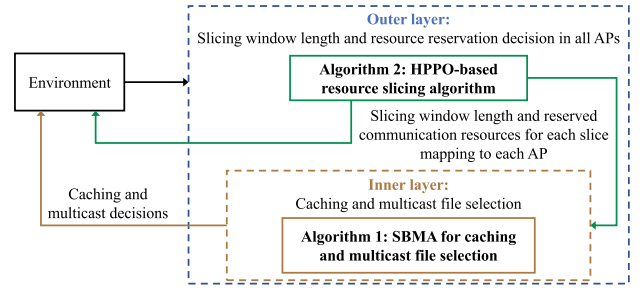 Outer layer:
Slicing window length and resource reservation decision in all APs
Environment
Algorithm 2: HPPO-based
resource slicing algorithm
Slicing window length and reserved
communication resources for each slice
mapping to each AP
Caching and
multicast decisions
Inner layer:
Caching and multicast file selection
Algorithm 1: SBMA for caching
and multicast file selection